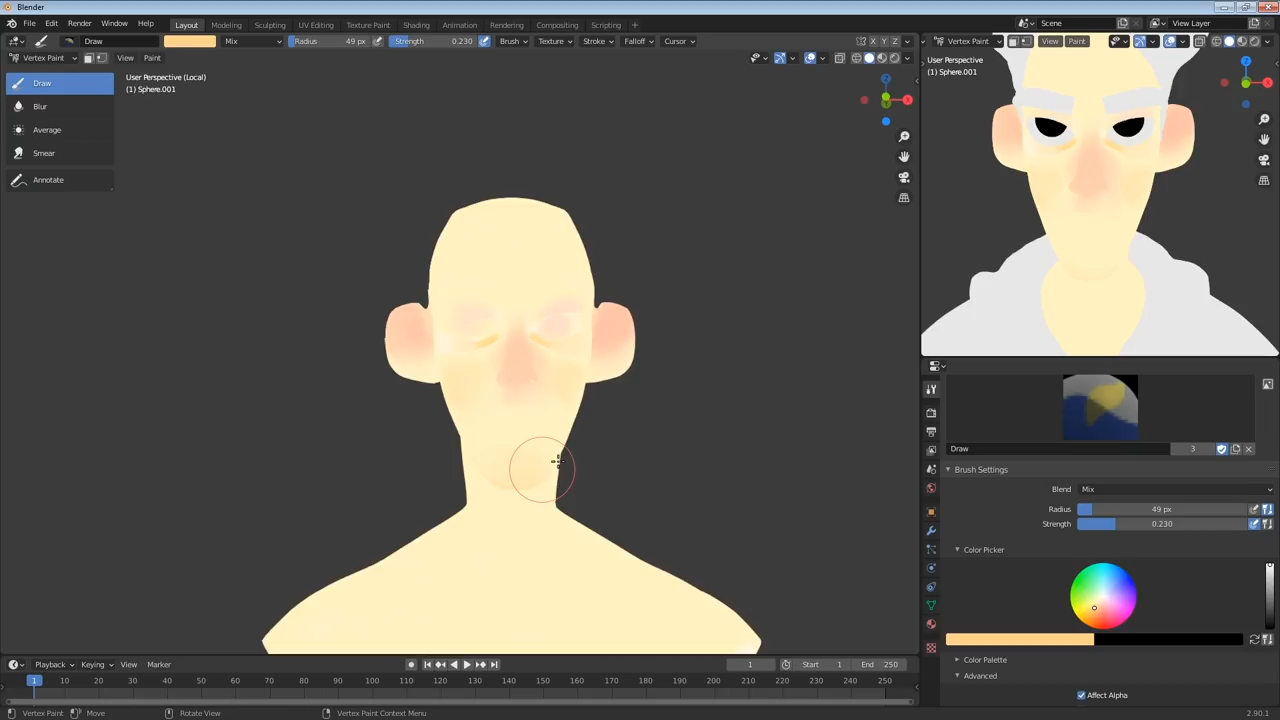 Blender
File Edit Render Window Help Layout Modeling Sculpting UV Editing Texture Paint Shading Animation Rendering Compositing Scripting + Scene View Layer
Draw Mix Radius 49 px Strength 0.230 Brush Texture Stroke Falloff Cursor X Y Z Vertex Paint View Paint
Vertex Paint View Paint
Draw
Blur
Average
Smear
Annotate
User Perspective (Local)
(1) Sphere.001
User Perspective
(1) Sphere.001
Z
X
Z
X
Draw 3
Brush Settings
Blend Mix
Radius 49 px
Strength 0.230
Color Picker
Color Palette
Advanced
Affect Alpha
Playback Keying View Marker 1 Start 1 End 250
1 10 20 30 40 50 60 70 80 90 100 110 120 130 140 150 160 170 180 190 200 210 220 230 240 250
Vertex Paint Move Rotate View Vertex Paint Context Menu 2.90.1